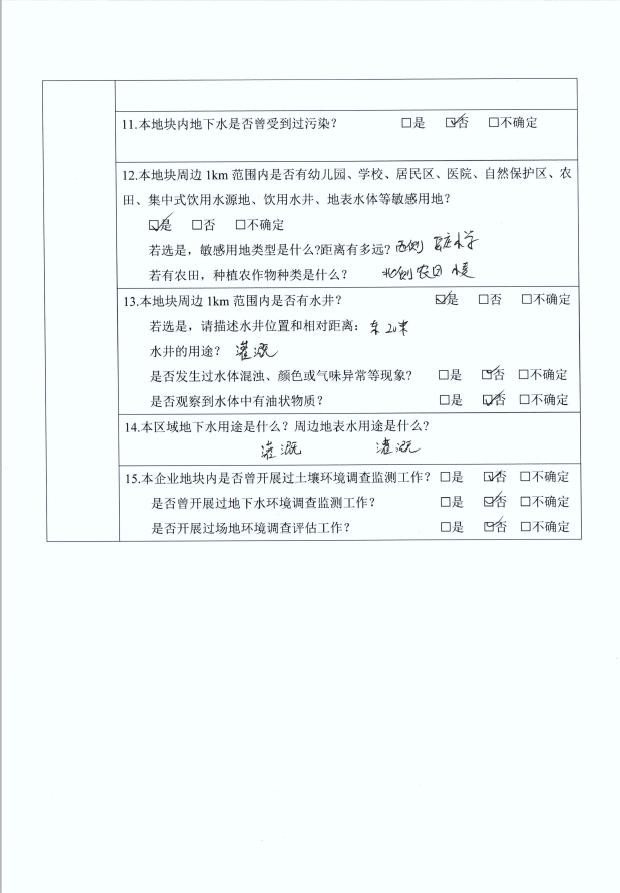 11.本地块内地下水是否曾受到过污染? □是 ☑否 □不确定
12.本地块周边 1km 范围内是否有幼儿园、学校、居民区、医院、自然保护区、农
田、集中式饮用水源地、饮用水井、地表水体等敏感用地?
☑是 □否 □不确定
若选是，敏感用地类型是什么?距离有多远? 西侧 小学
若有农田，种植农作物种类是什么? 北侧农田 小麦
13.本地块周边 1km 范围内是否有水井? ☑是 □否 □不确定
若选是，请描述水井位置和相对距离: 东 米
水井的用途? 灌溉
是否发生过水体混浊、颜色或气味异常等现象? □是 ☑否 □不确定
是否观察到水体中有油状物质? □是 ☑否 □不确定
14.本区域地下水用途是什么? 周边地表水用途是什么?
灌溉 灌溉
15.本企业地块内是否曾开展过土壤环境调查监测工作? □是 ☑否 □不确定
是否曾开展过地下水环境调查监测工作? □是 ☑否 □不确定
是否开展过场地环境调查评估工作? □是 ☑否 □不确定